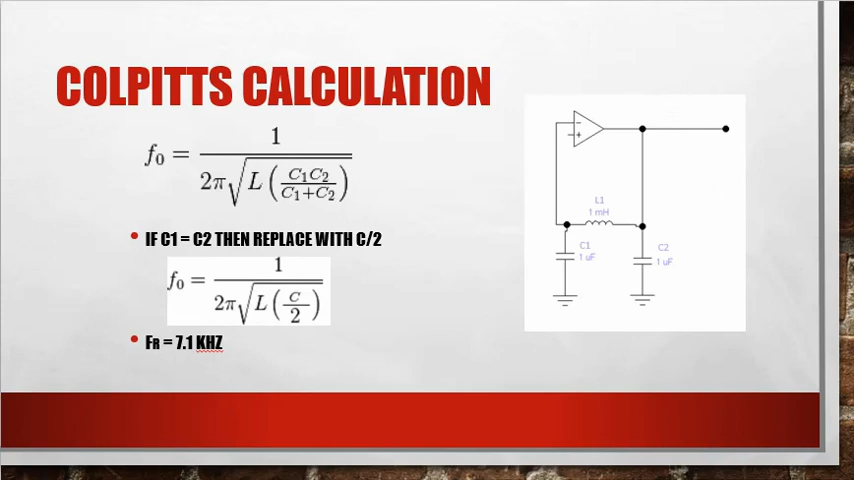 COLPITTS CALCULATION
f₀ = 1 / (2π√(L(C₁C₂ / (C₁+C₂))))
• IF C1 = C2 THEN REPLACE WITH C/2
f₀ = 1 / (2π√(L(C / 2)))
• FR = 7.1 KHZ
-
+
L1
1 mH
C1
1 uF
C2
1 uF